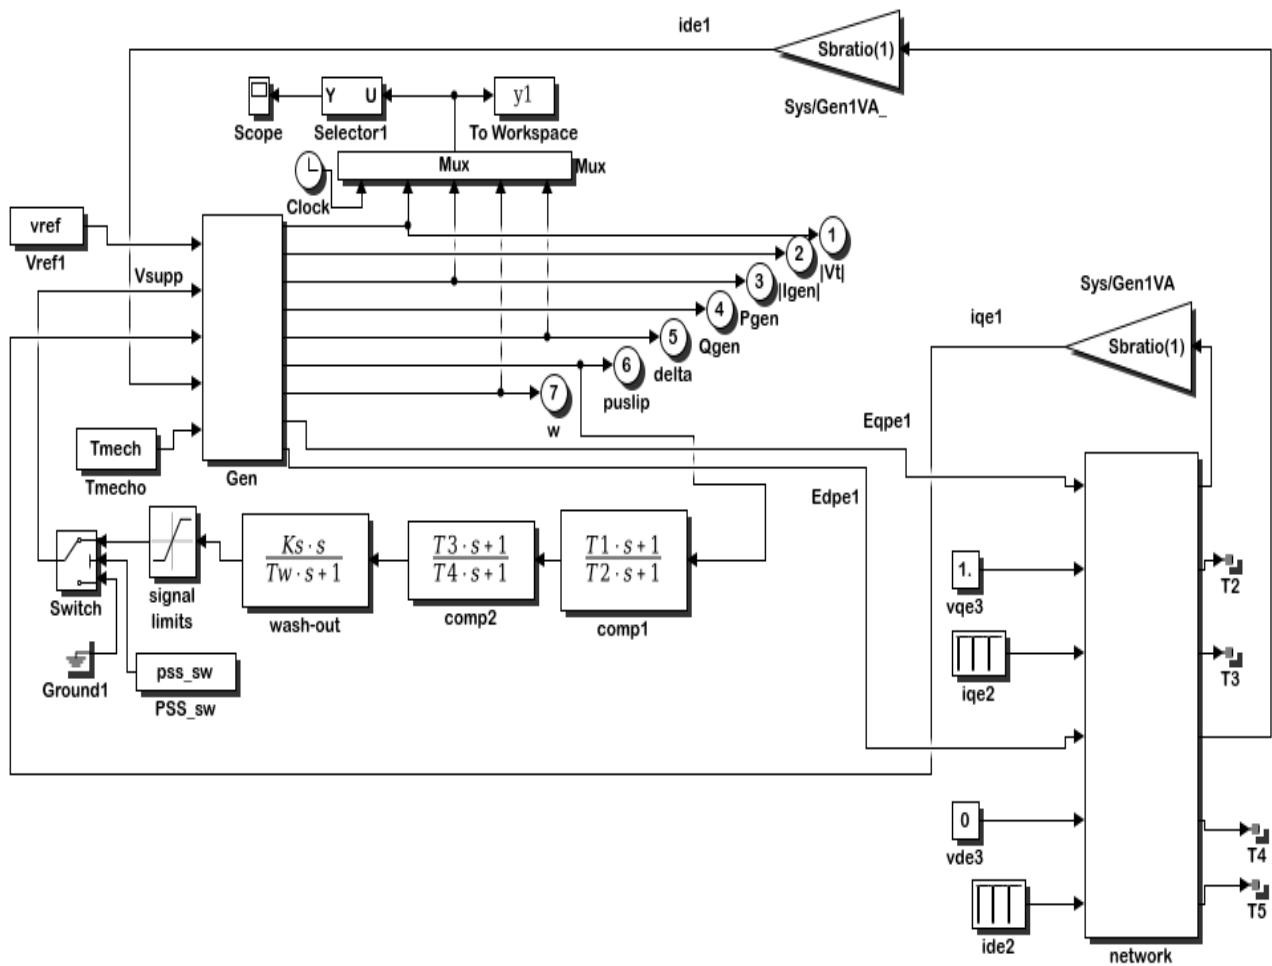 ide1
Sbratio(1)
Sys/Gen1VA_
Scope
Y U
Selector1
y1
To Workspace
Mux
Mux
Clock
vref
Vref1
Vsupp
1
|Vt|
2
|Igen|
3
Pgen
4
Qgen
5
delta
6
puslip
7
w
Sys/Gen1VA
iqe1
Sbratio(1)
Tmech
Tmecho
Gen
Eqpe1
Edpe1
Switch
signal
limits
Ks · s
Tw · s + 1
wash-out
T3 · s + 1
T4 · s + 1
comp2
T1 · s + 1
T2 · s + 1
comp1
Ground1
pss_sw
PSS_sw
1.
vqe3
iqe2
0
vde3
ide2
network
T2
T3
T4
T5